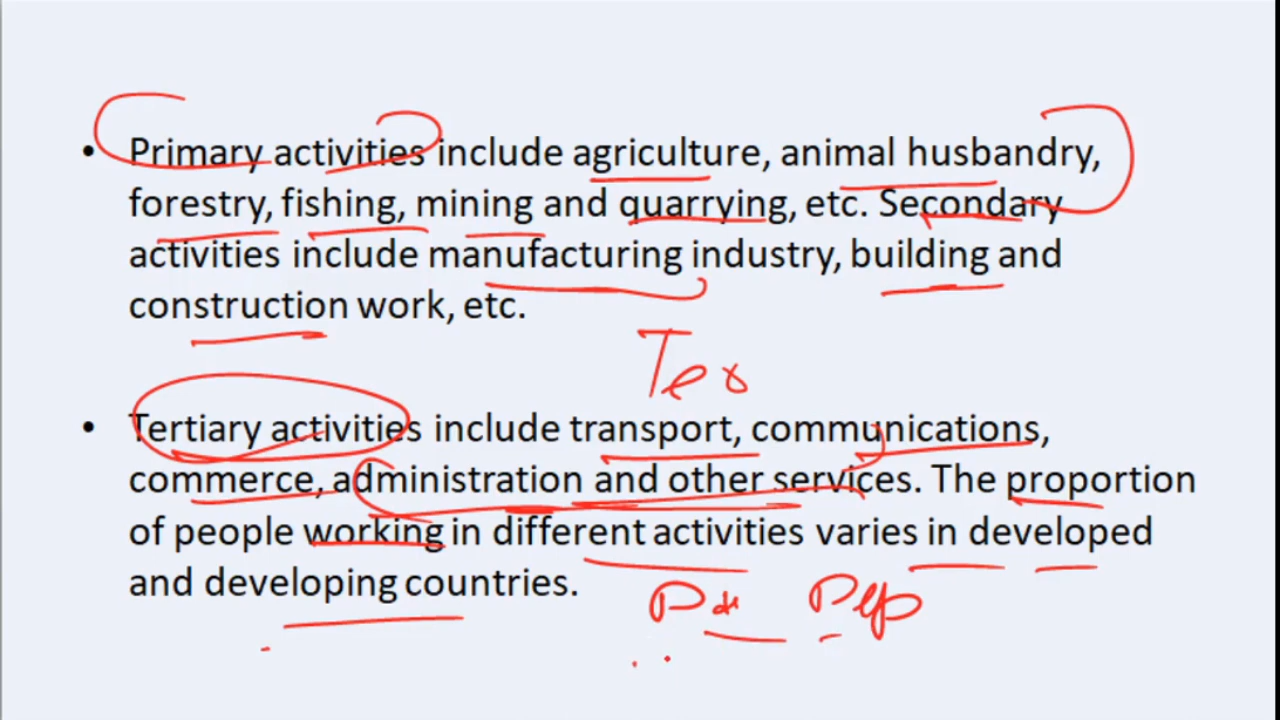 • Primary activities include agriculture, animal husbandry,
forestry, fishing, mining and quarrying, etc. Secondary
activities include manufacturing industry, building and
construction work, etc.
• Tertiary activities include transport, communications,
commerce, administration and other services. The proportion
of people working in different activities varies in developed
and developing countries.